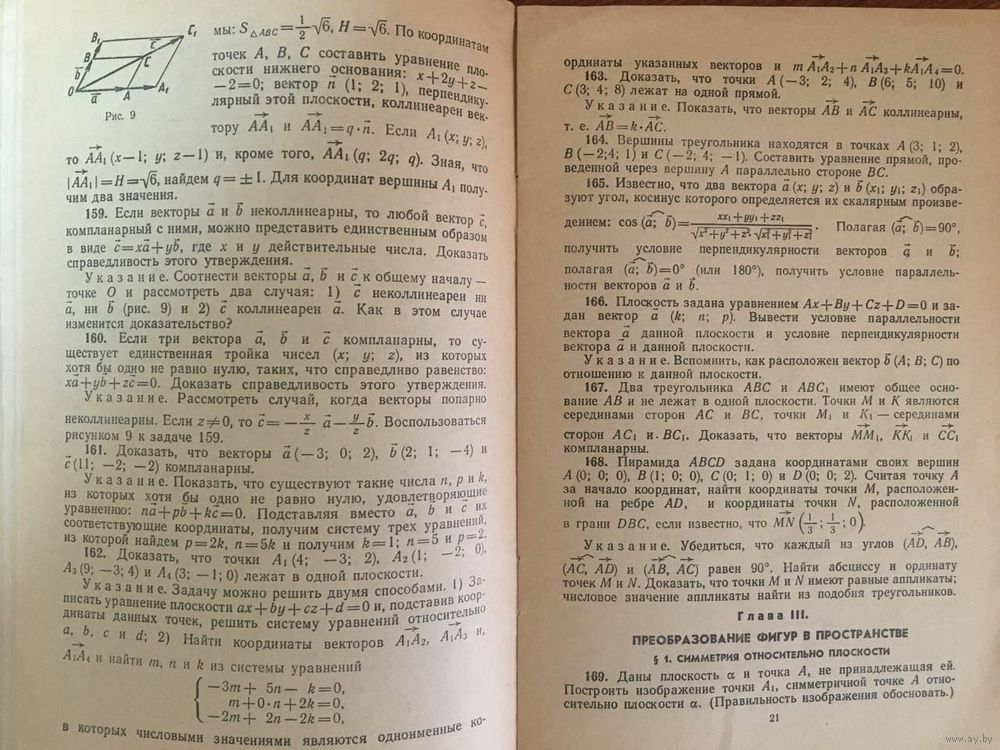 B₁ C₁
B C
b̄
O ā A A₁
Рис. 9
мы: S△ABC=1/2√6, H=√6. По координатам
точек A, B, C составить уравнение пло-
скости нижнего основания: x+2y+z—
—2=0; вектор n̄ (1; 2; 1), перпендику-
лярный этой плоскости, коллинеарен век-
тору AA₁ и AA₁=q·n̄. Если A₁(x; y; z),
то AA₁(x—1; y; z—1) и, кроме того, AA₁(q; 2q; q). Зная, что
|AA₁|=H=√6, найдем q=±1. Для координат вершины A₁ полу-
чим два значения.
159. Если векторы ā и b̄ неколлинеарны, то любой вектор c̄,
компланарный с ними, можно представить единственным образом
в виде c̄=xā+yb̄, где x и y действительные числа. Доказать
справедливость этого утверждения.
Указание. Соотнести векторы ā, b̄ и c̄ к общему началу —
точке O и рассмотреть два случая: 1) c̄ неколлинеарен ни
ā, ни b̄ (рис. 9) и 2) c̄ коллинеарен ā. Как в этом случае
изменится доказательство?
160. Если три вектора ā, b̄ и c̄ компланарны, то су-
ществует единственная тройка чисел (x; y; z), из которых
хотя бы одно не равно нулю, таких, что справедливо равенство:
xā+yb̄+zc̄=0. Доказать справедливость этого утверждения.
Указание. Рассмотреть случай, когда векторы попарно
неколлинеарны. Если z≠0, то c̄=—x/z ā—y/z b̄. Воспользоваться
рисунком 9 к задаче 159.
161. Доказать, что векторы ā(—3; 0; 2), b̄(2; 1; —4) и
c̄(11; —2; —2) компланарны.
Указание. Показать, что существуют такие числа n, p и k,
из которых хотя бы одно не равно нулю, удовлетворяющие
уравнению: nā+pb̄+kc̄=0. Подставляя вместо ā, b̄ и c̄ их
соответствующие координаты, получим систему трех уравнений,
из которой найдем p=2k, n=5k и получим k=1; n=5 и p=2.
162. Доказать, что точки A₁(4; —3; 2), A₂(1; —2; 0),
A₃(9; —3; 4) и A₄(3; —1; 0) лежат в одной плоскости.
Указание. Задачу можно решить двумя способами. 1) За-
писать уравнение плоскости ax+by+cz+d=0 и, подставив коор-
динаты данных точек, решить систему уравнений относительно
a, b, c и d; 2) Найти координаты векторов A₁A₂, A₁A₃ и,
A₁A₄ и найти m, n и k из системы уравнений
—3m+ 5n— k=0,
m+0·n+2k=0,
—2m+ 2n—2k=0,
в которых числовыми значениями являются одноименные ко-
ординаты указанных векторов и mA₁A₂+nA₁A₃+kA₁A₄=0.
163. Доказать, что точки A(—3; 2; 4), B(6; 5; 10) и
C(3; 4; 8) лежат на одной прямой.
Указание. Показать, что векторы AB и AC коллинеарны,
т. е. AB=k·AC.
164. Вершины треугольника находятся в точках A(3; 1; 2),
B(—2;4; 1) и C(—2; 4; —1). Составить уравнение прямой, про-
веденной через вершину A параллельно стороне BC.
165. Известно, что два вектора ā(x; y; z) и b̄(x₁; y₁; z₁) обра-
зуют угол, косинус которого определяется их скалярным произве-
дением: cos (ā; b̄)=(xx₁+yy₁+zz₁)/(√x²+y²+z²·√x₁²+y₁²+z₁²). Полагая (ā; b̄)=90°,
получить условие перпендикулярности векторов ā и b̄;
полагая (ā; b̄)=0° (или 180°), получить условие параллель-
ности векторов ā и b̄.
166. Плоскость задана уравнением Ax+By+Cz+D=0 и за-
дан вектор ā (k; n; p). Вывести условие параллельности
вектора ā данной плоскости и условие перпендикулярности
вектора ā и данной плоскости.
Указание. Вспомнить, как расположен вектор b̄(A; B; C) по
отношению к данной плоскости.
167. Два треугольника ABC и ABC₁ имеют общее осно-
вание AB и не лежат в одной плоскости. Точки M и K являются
серединами сторон AC и BC, точки M₁ и K₁ — серединами
сторон AC₁ и BC₁. Доказать, что векторы MM₁, KK₁ и CC₁
компланарны.
168. Пирамида ABCD задана координатами своих вершин
A(0; 0; 0), B(1; 0; 0), C(0; 1; 0) и D(0; 0; 2). Считая точку A
за начало координат, найти координаты точки M, расположен-
ной на ребре AD, и координаты точки N, расположенной
в грани DBC, если известно, что MN(1/3; 1/3; 0).
Указание. Убедиться, что каждый из углов (AD, AB),
(AC, AD) и (AB, AC) равен 90°. Найти абсциссу и ординату
точек M и N. Доказать, что точки M и N имеют равные аппликаты;
числовое значение аппликаты найти из подобия треугольников.
Глава III.
ПРЕОБРАЗОВАНИЕ ФИГУР В ПРОСТРАНСТВЕ
§ 1. СИММЕТРИЯ ОТНОСИТЕЛЬНО ПЛОСКОСТИ
169. Даны плоскость α и точка A, не принадлежащая ей.
Построить изображение точки A₁, симметричной точке A отно-
сительно плоскости α. (Правильность изображения обосновать.)
21
www.ay.by